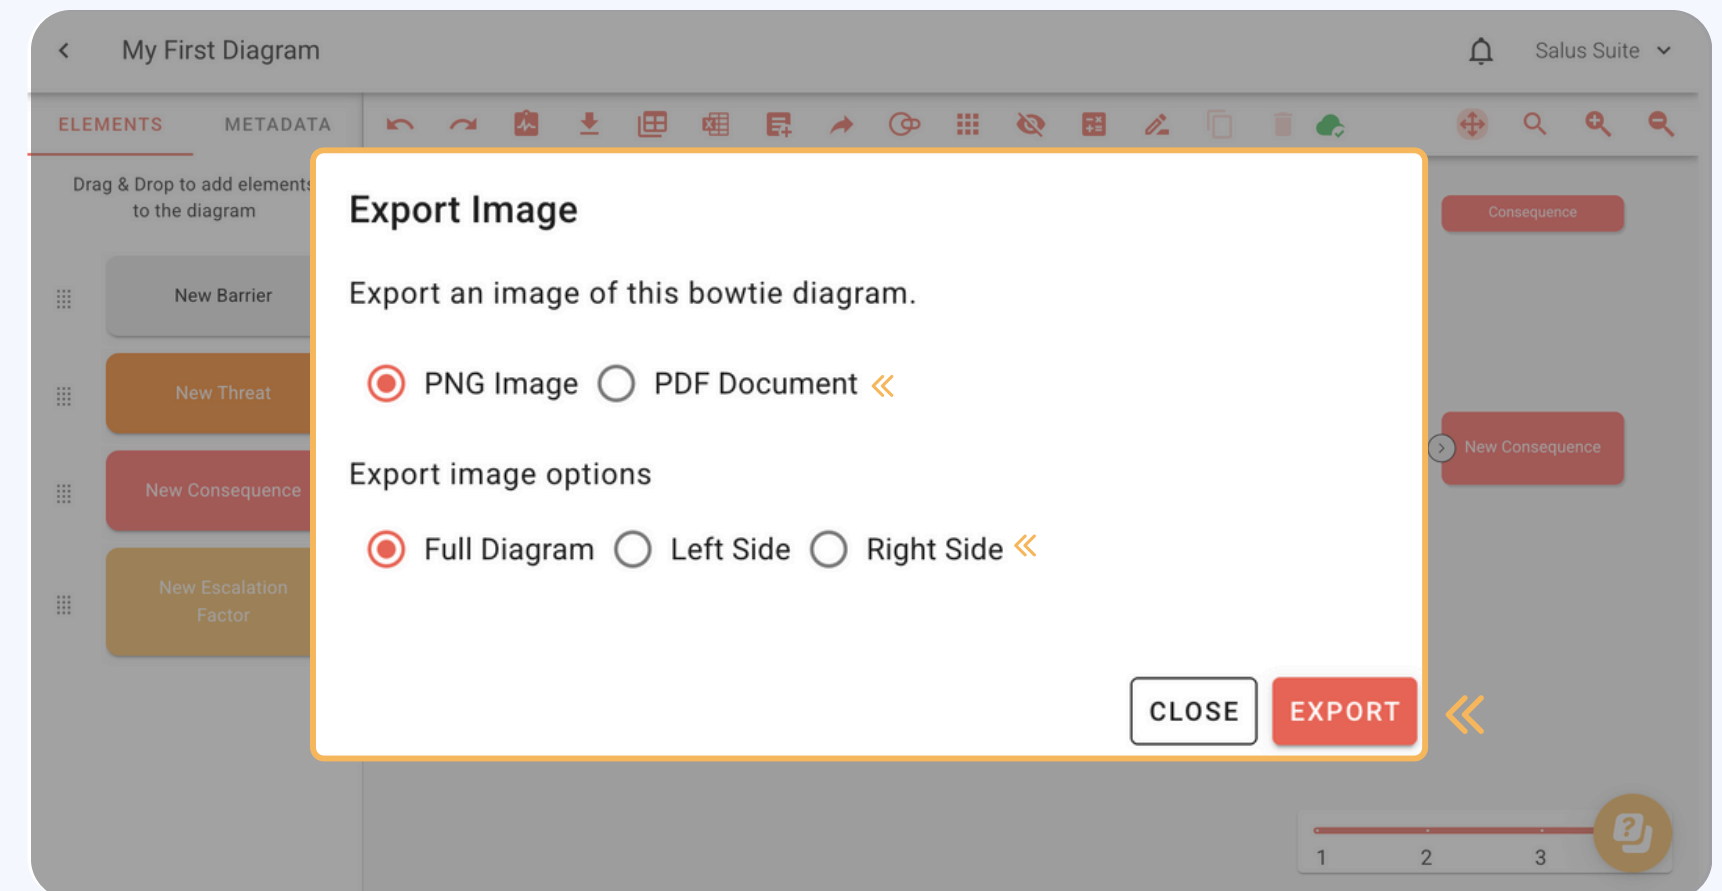 My First Diagram
Salus Suite
ELEMENTS METADATA
Drag & Drop to add elements
to the diagram
New Barrier
New Threat
New Consequence
New Escalation
Factor
Export Image
Export an image of this bowtie diagram.
PNG Image PDF Document
Export image options
Full Diagram Left Side Right Side
CLOSE EXPORT
Consequence
New Consequence
1 2 3